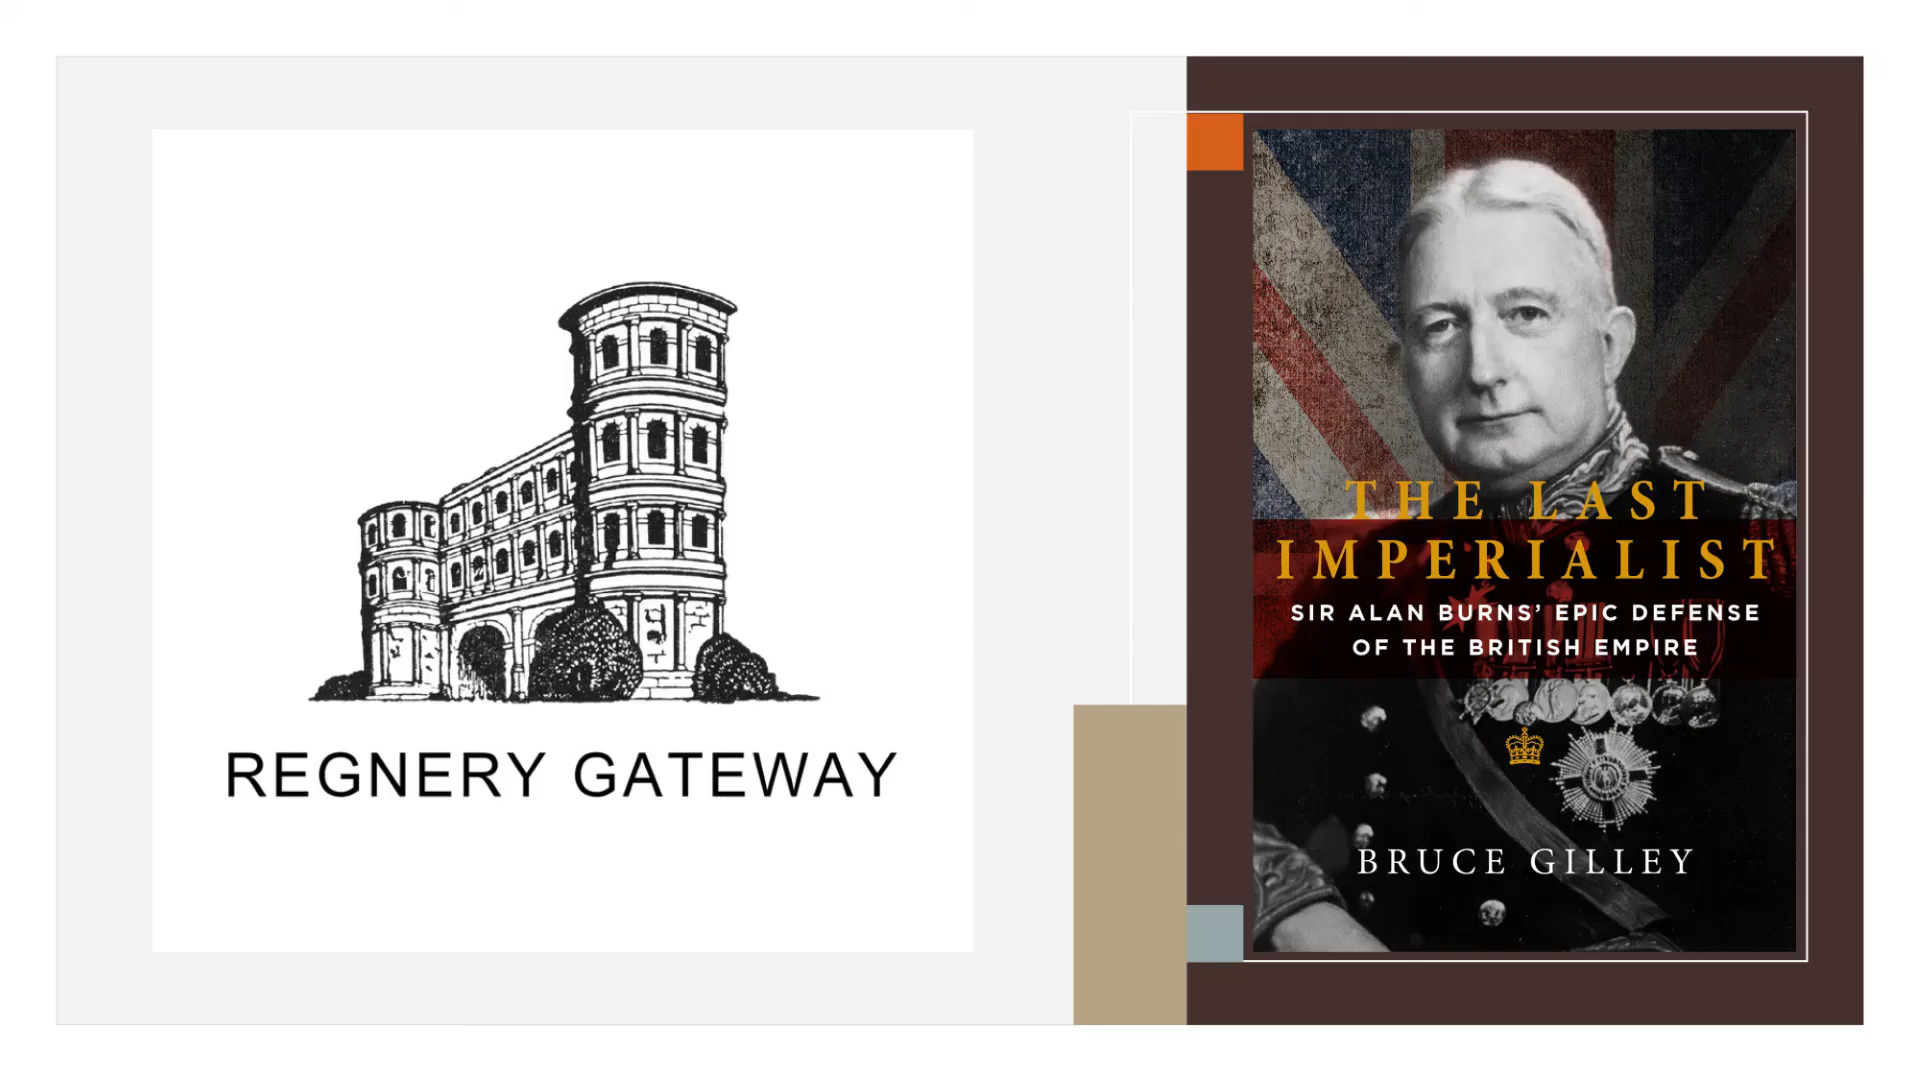 REGNERY GATEWAY
THE LAST
IMPERIALIST
SIR ALAN BURNS’ EPIC DEFENSE
OF THE BRITISH EMPIRE
BRUCE GILLEY